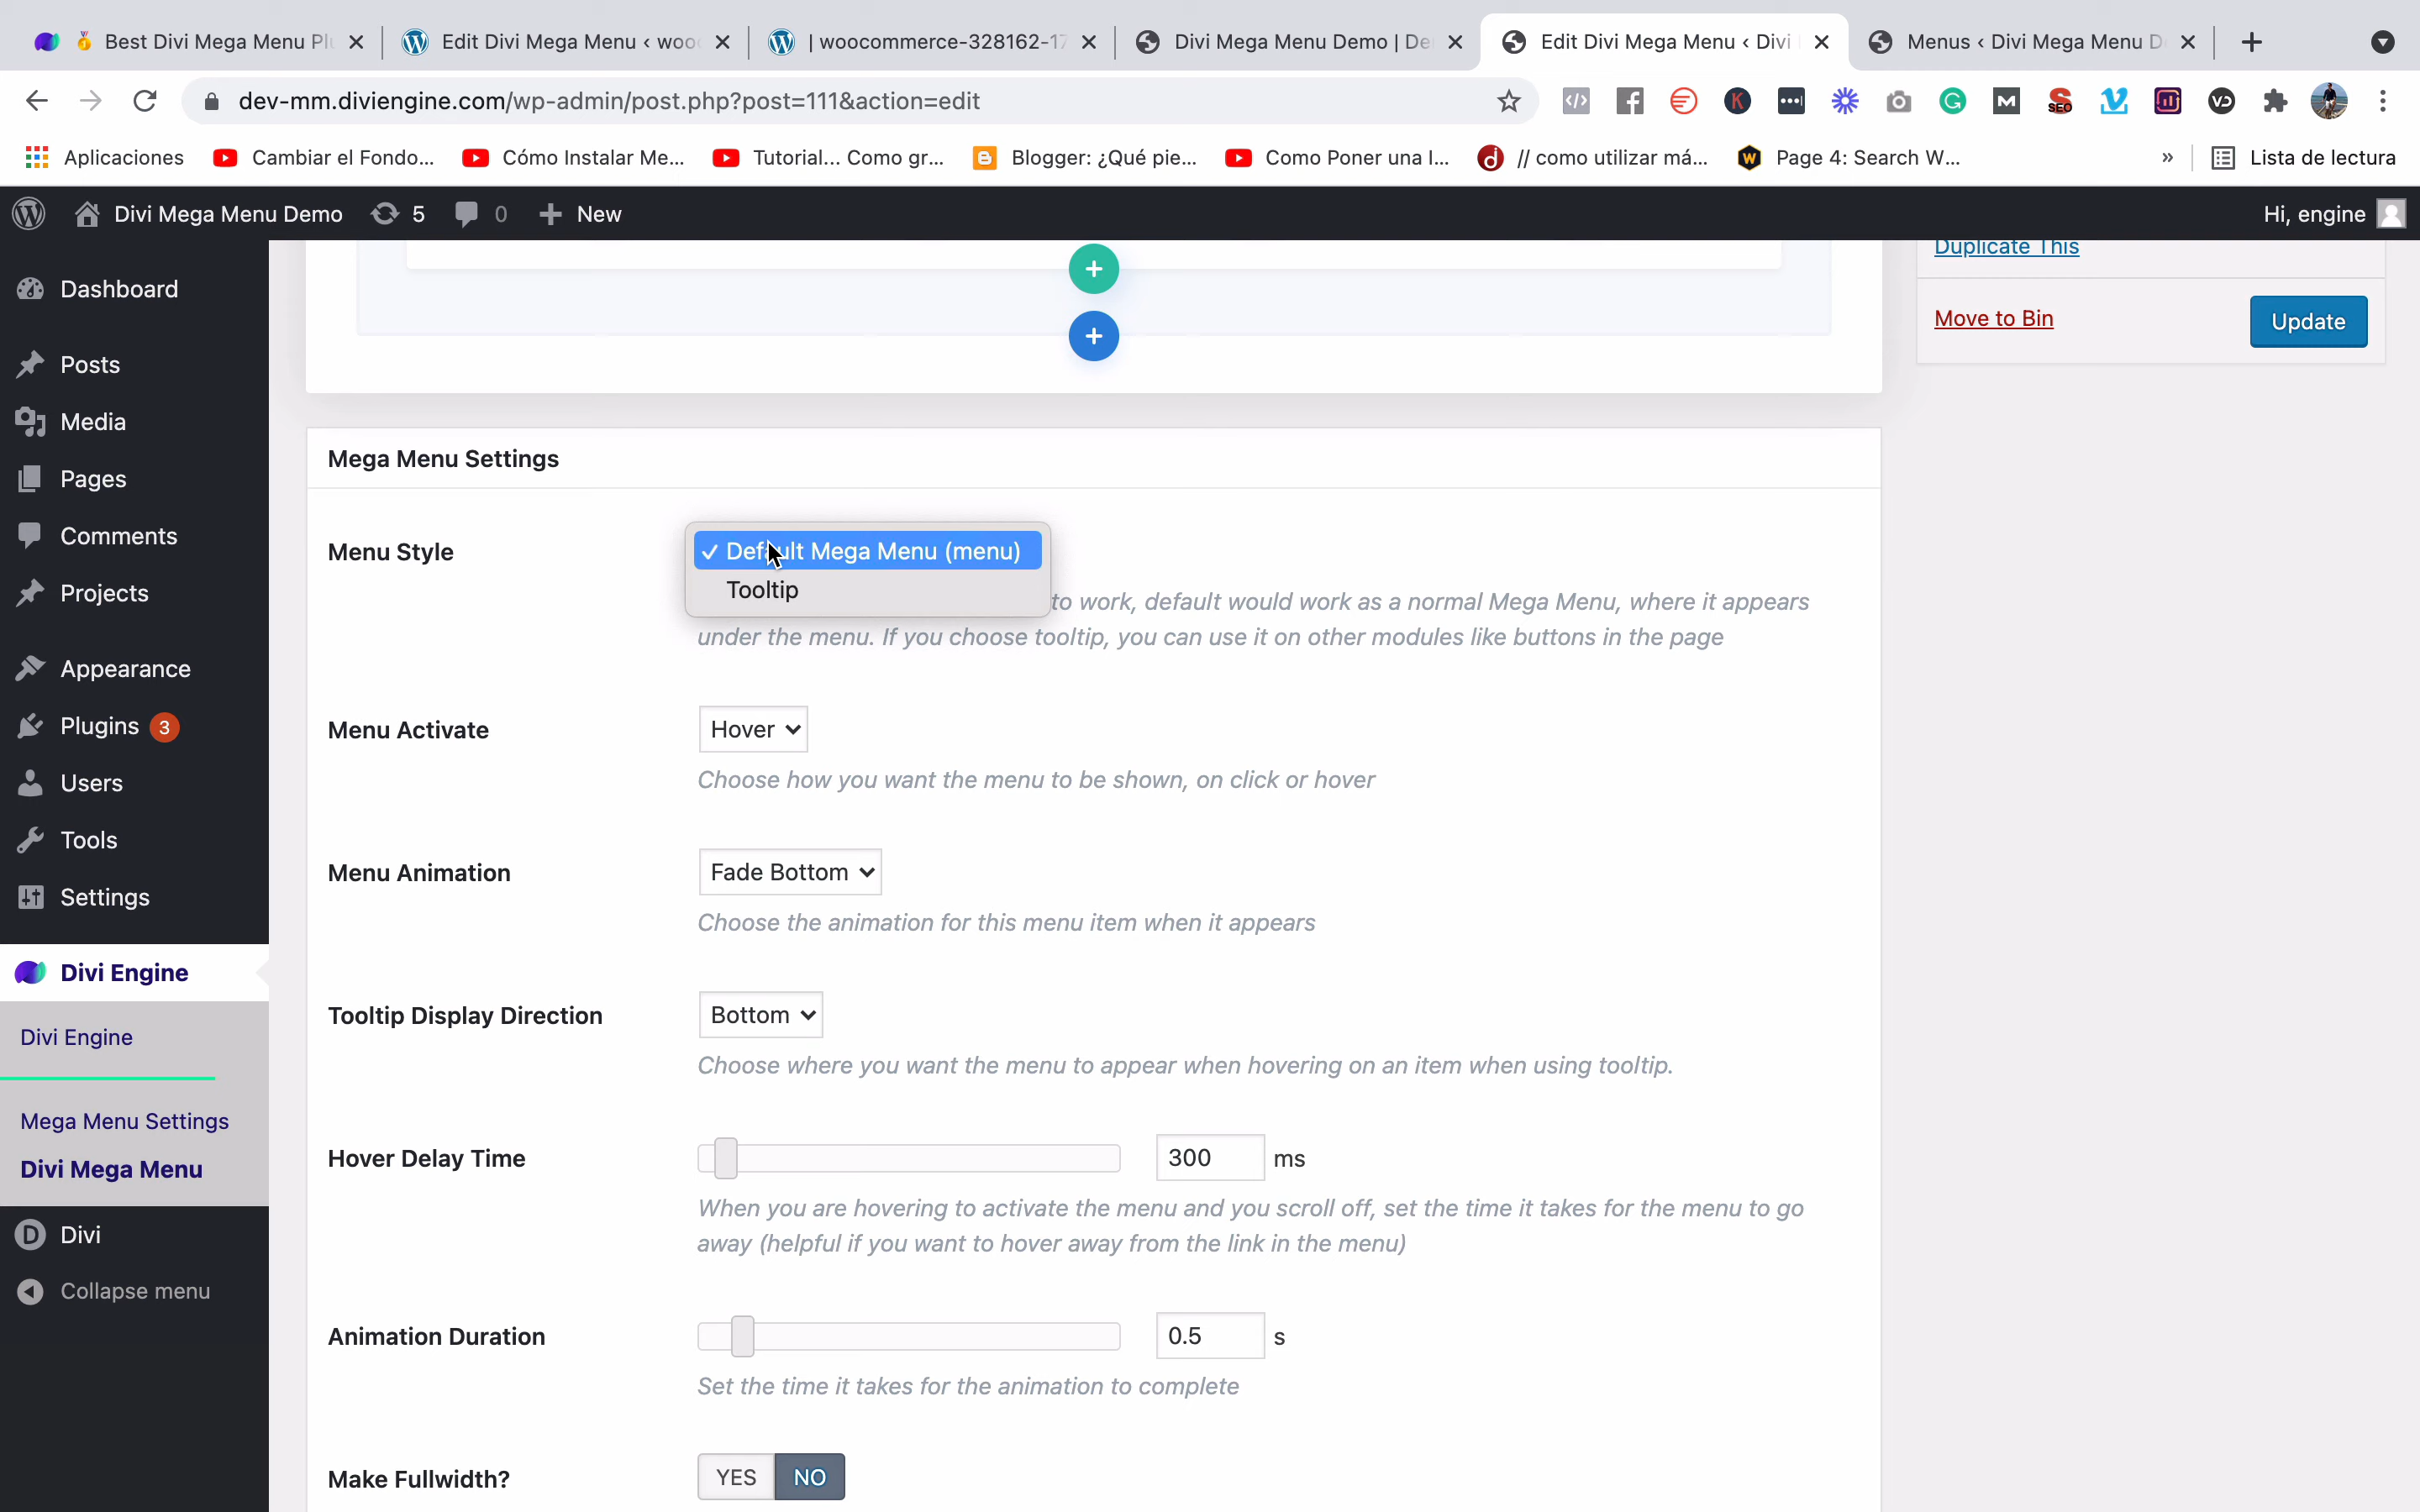 Best Divi Mega Menu Pl
Edit Divi Mega Menu ‹ woo
| woocommerce-328162-17
Divi Mega Menu Demo | De
Edit Divi Mega Menu ‹ Divi
Menus ‹ Divi Mega Menu D
dev-mm.diviengine.com/wp-admin/post.php?post=111&action=edit
Aplicaciones
Cambiar el Fondo...
Cómo Instalar Me...
Tutorial... Como gr...
Blogger: ¿Qué pie...
Como Poner una I...
// como utilizar má...
Page 4: Search W...
»
Lista de lectura
Divi Mega Menu Demo
5
0
New
Hi, engine
Dashboard
Posts
Media
Pages
Comments
Projects
Appearance
Plugins 3
Users
Tools
Settings
Divi Engine
Divi Engine
Mega Menu Settings
Divi Mega Menu
Divi
Collapse menu
Duplicate This
Move to Bin
Update
Mega Menu Settings
Menu Style
✓ Default Mega Menu (menu)
Tooltip
to work, default would work as a normal Mega Menu, where it appears
under the menu. If you choose tooltip, you can use it on other modules like buttons in the page
Menu Activate
Hover
Choose how you want the menu to be shown, on click or hover
Menu Animation
Fade Bottom
Choose the animation for this menu item when it appears
Tooltip Display Direction
Bottom
Choose where you want the menu to appear when hovering on an item when using tooltip.
Hover Delay Time
300 ms
When you are hovering to activate the menu and you scroll off, set the time it takes for the menu to go
away (helpful if you want to hover away from the link in the menu)
Animation Duration
0.5 s
Set the time it takes for the animation to complete
Make Fullwidth?
YES NO